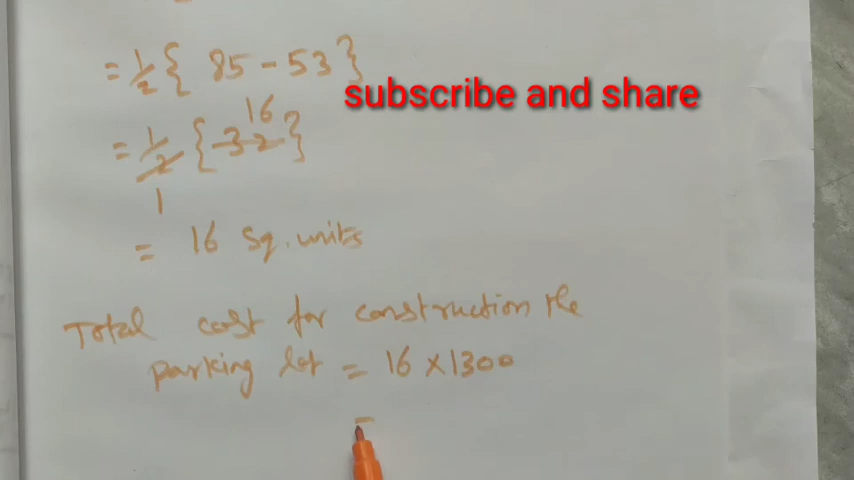 = 1/2 { 85 - 53 }
subscribe and share
16
= 1/2 { 32 }
1
= 16 Sq. units
Total cost for construction the
parking lot = 16 × 1300
=